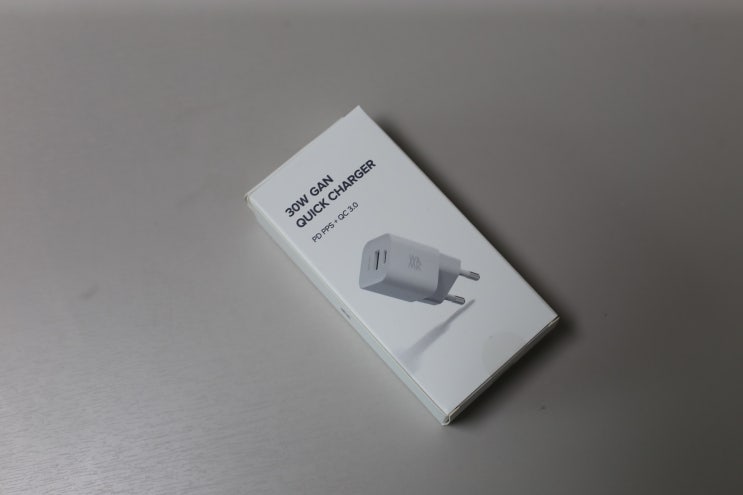 30W GAN
QUICK CHARGER
PD PPS + QC 3.0